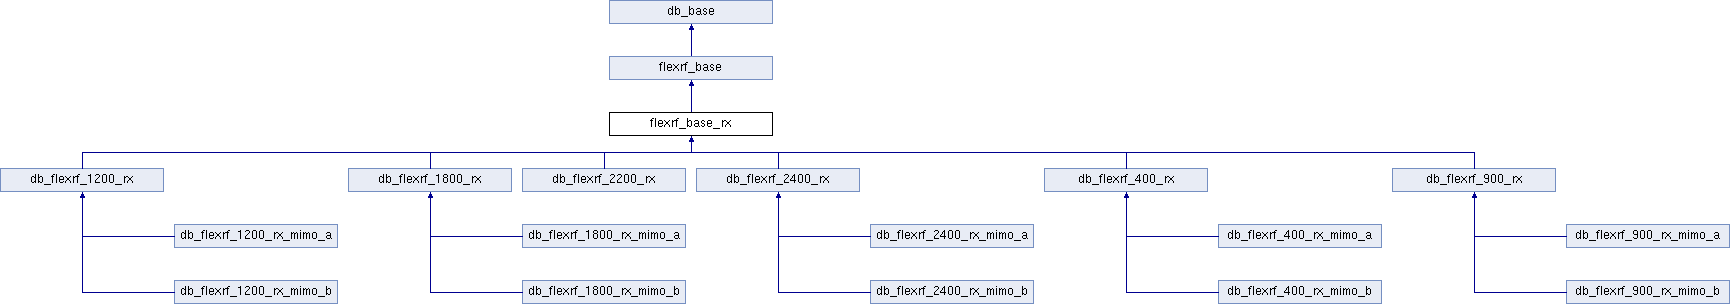 db_base
flexrf_base
flexrf_base_rx
db_flexrf_1200_rx
db_flexrf_1800_rx
db_flexrf_2200_rx
db_flexrf_2400_rx
db_flexrf_400_rx
db_flexrf_900_rx
db_flexrf_1200_rx_mimo_a
db_flexrf_1800_rx_mimo_a
db_flexrf_2400_rx_mimo_a
db_flexrf_400_rx_mimo_a
db_flexrf_900_rx_mimo_a
db_flexrf_1200_rx_mimo_b
db_flexrf_1800_rx_mimo_b
db_flexrf_2400_rx_mimo_b
db_flexrf_400_rx_mimo_b
db_flexrf_900_rx_mimo_b